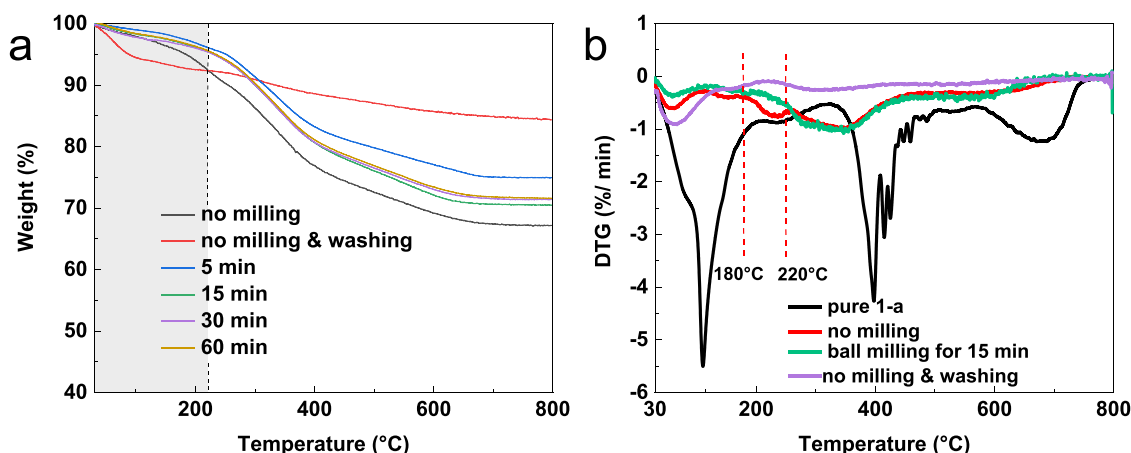 a
Weight (%)
100
90
80
70
60
50
40
no milling
no milling & washing
5 min
15 min
30 min
60 min
200
400
600
800
Temperature (°C)
b
DTG (%/ min)
1
0
-1
-2
-3
-4
-5
-6
180°C
220°C
pure 1-a
no milling
ball milling for 15 min
no milling & washing
30
200
400
600
800
Temperature (°C)